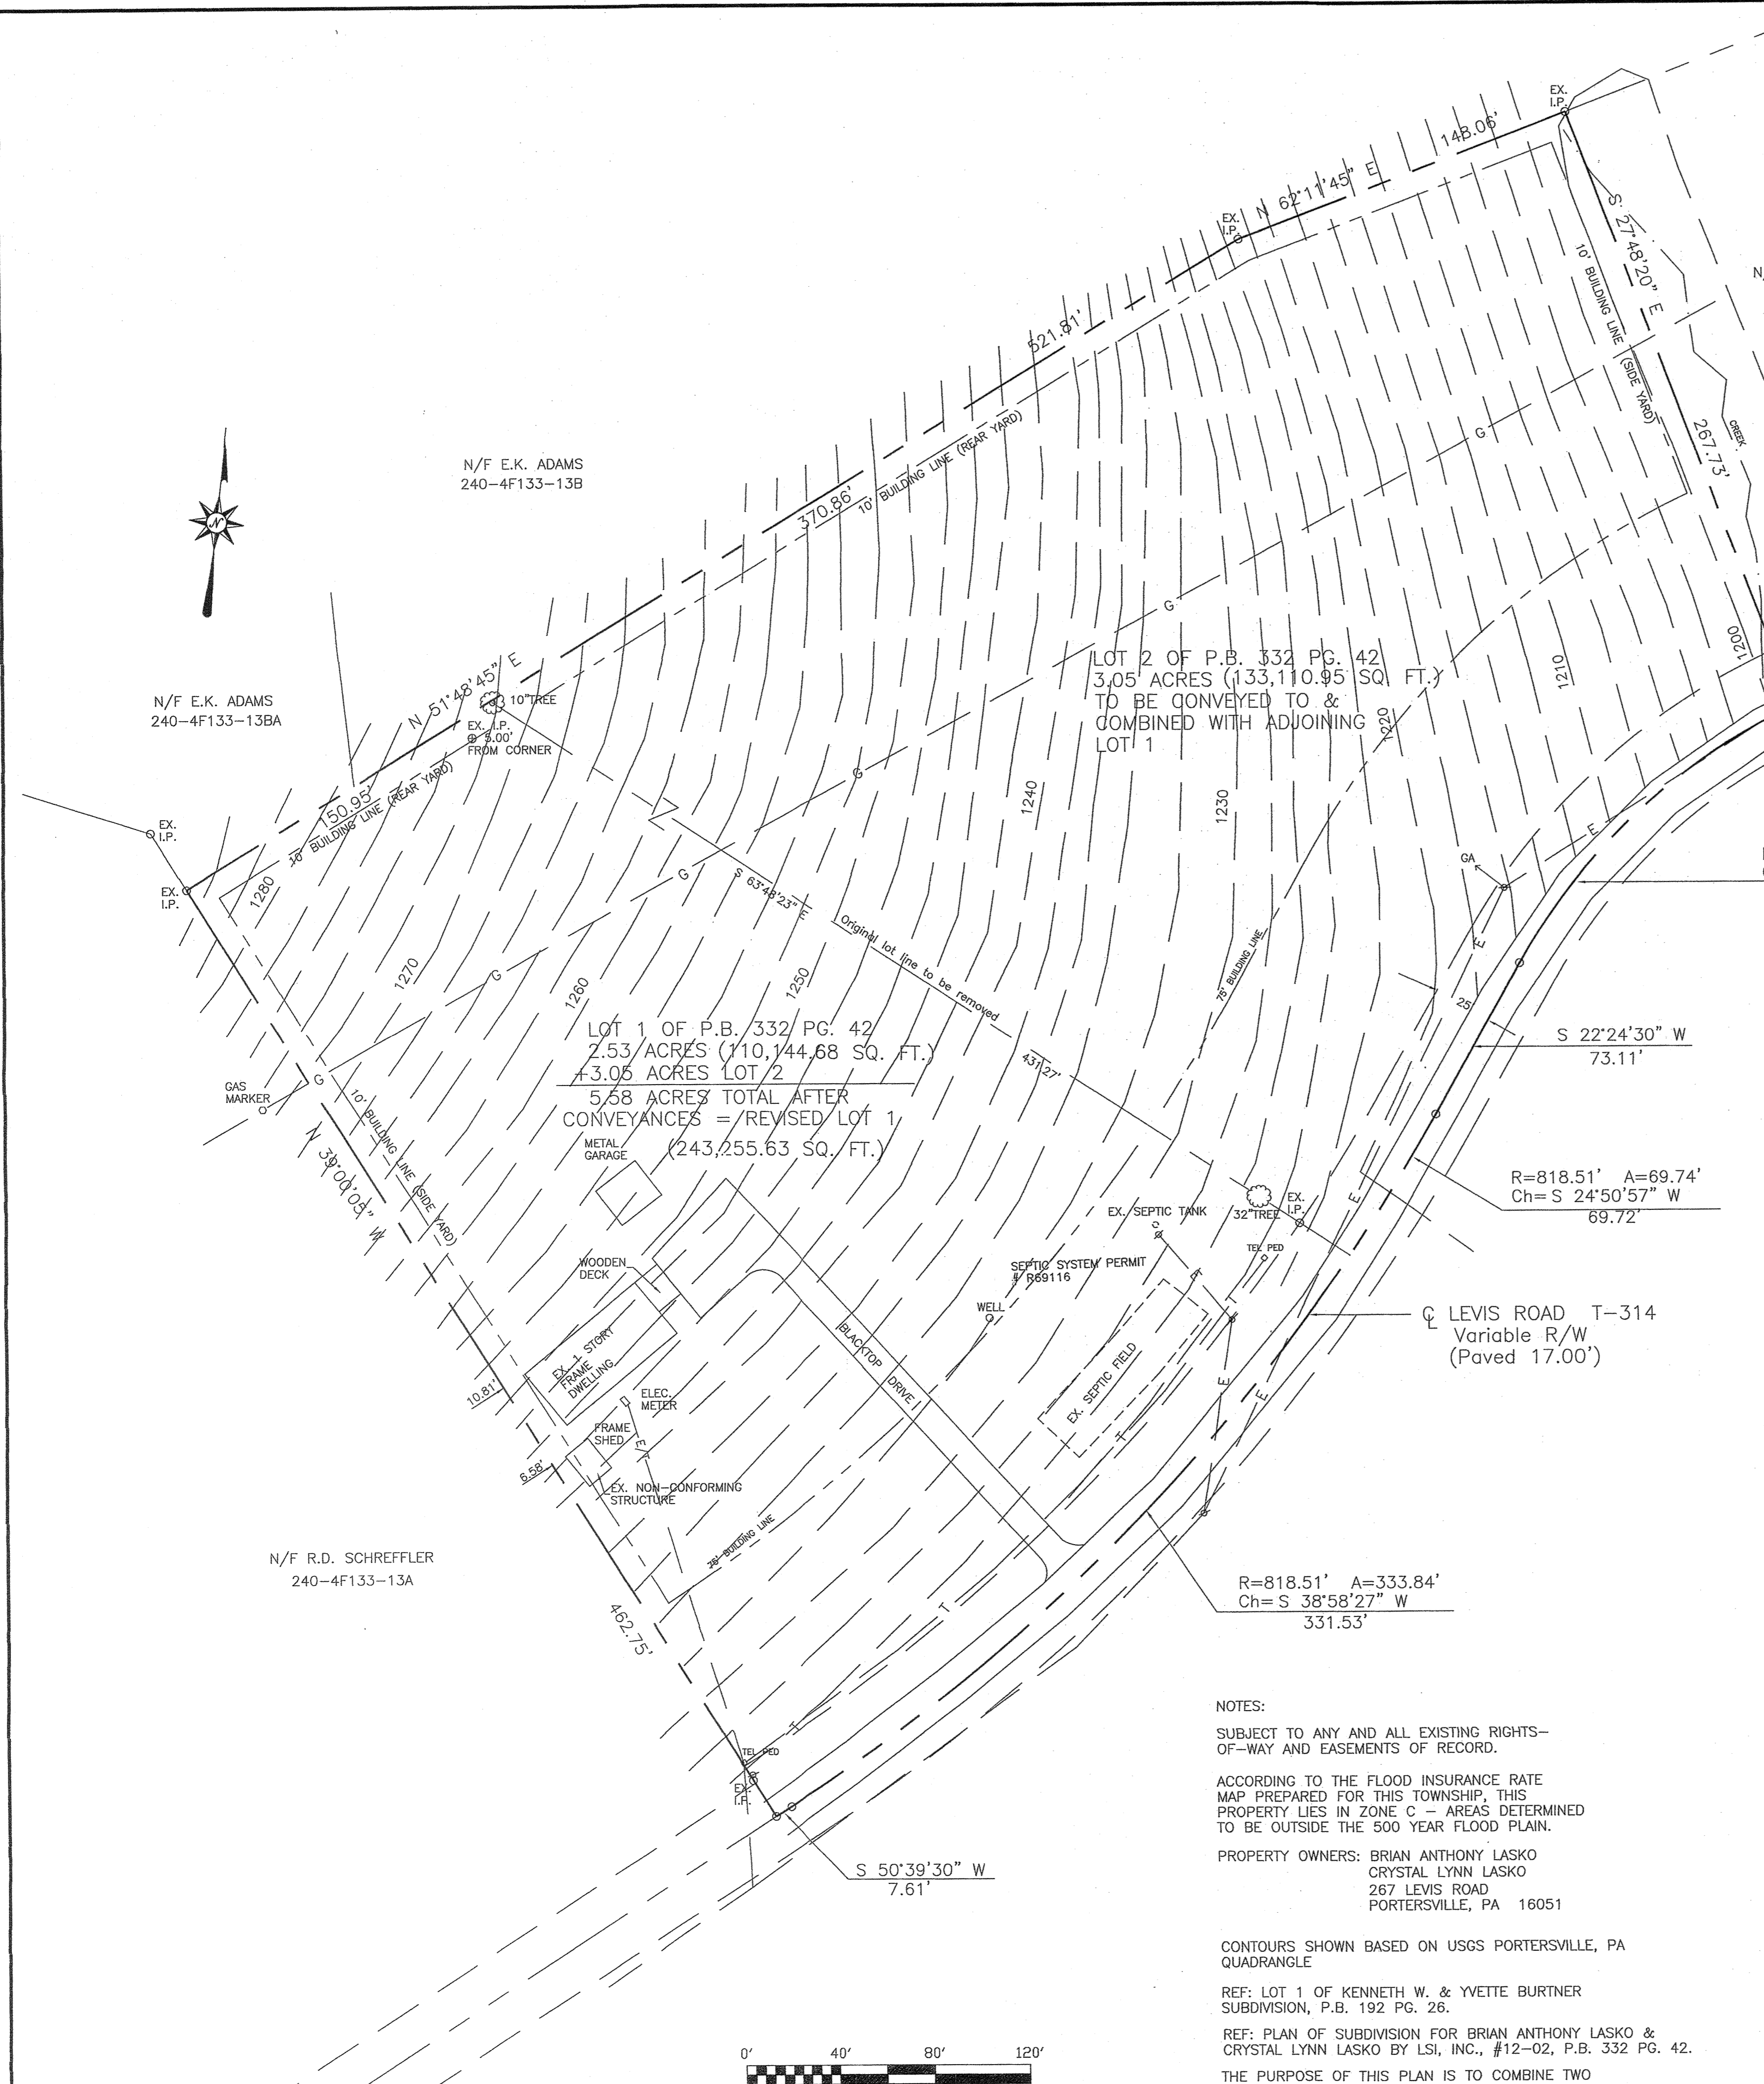 EX.
I.P.
148.06'
N 62°11'45" E
EX.
I.P.
S 27°48'20" E
10' BUILDING LINE (SIDE YARD)
267.73'
CREEK
N
521.81'
370.86'
10' BUILDING LINE (REAR YARD)
G
N/F E.K. ADAMS
240-4F133-13B
N
N/F E.K. ADAMS
240-4F133-13BA
N 51°48'45" E
10"TREE
EX. I.P.
5.00'
FROM CORNER
150.95'
10' BUILDING LINE (REAR YARD)
EX.
I.P.
EX.
I.P.
G
LOT 2 OF P.B. 332 PG. 42
3.05 ACRES (133,110.95 SQ. FT.)
TO BE CONVEYED TO &
COMBINED WITH ADJOINING
LOT 1
1200
1210
1220
1230
1240
1250
1260
1270
1280
G
G
G
G
S 63°48'23" E
Original lot line to be removed
431.27'
75' BUILDING LINE
GA
E
E
25
S 22°24'30" W
73.11'
LOT 1 OF P.B. 332 PG. 42
2.53 ACRES (110,144.68 SQ. FT.)
+3.05 ACRES LOT 2
5.58 ACRES TOTAL AFTER
CONVEYANCES = REVISED LOT 1
(243,255.63 SQ. FT.)
GAS
MARKER
10' BUILDING LINE (SIDE YARD)
N 39°00'05" W
METAL
GARAGE
R=818.51' A=69.74'
Ch= S 24°50'57" W
69.72'
EX. SEPTIC TANK
32"TREE
EX.
I.P.
E
TEL PED
SEPTIC SYSTEM PERMIT
# R69116
WELL
WOODEN
DECK
EX. 1 STORY
FRAME
DWELLING
BLACKTOP DRIVE
EX. SEPTIC FIELD
E
T
E
E
T
℄ LEVIS ROAD T-314
Variable R/W
(Paved 17.00')
10.81'
ELEC.
METER
FRAME
SHED
E/T
6.58'
EX. NON-CONFORMING
STRUCTURE
75' BUILDING LINE
N/F R.D. SCHREFFLER
240-4F133-13A
R=818.51' A=333.84'
Ch= S 38°58'27" W
331.53'
462.75'
T
T
TEL PED
EX.
I.P.
S 50°39'30" W
7.61'
NOTES:
SUBJECT TO ANY AND ALL EXISTING RIGHTS-
OF-WAY AND EASEMENTS OF RECORD.
ACCORDING TO THE FLOOD INSURANCE RATE
MAP PREPARED FOR THIS TOWNSHIP, THIS
PROPERTY LIES IN ZONE C - AREAS DETERMINED
TO BE OUTSIDE THE 500 YEAR FLOOD PLAIN.
PROPERTY OWNERS: BRIAN ANTHONY LASKO
CRYSTAL LYNN LASKO
267 LEVIS ROAD
PORTERSVILLE, PA 16051
CONTOURS SHOWN BASED ON USGS PORTERSVILLE, PA
QUADRANGLE
REF: LOT 1 OF KENNETH W. & YVETTE BURTNER
SUBDIVISION, P.B. 192 PG. 26.
REF: PLAN OF SUBDIVISION FOR BRIAN ANTHONY LASKO &
CRYSTAL LYNN LASKO BY LSI, INC., #12-02, P.B. 332 PG. 42.
THE PURPOSE OF THIS PLAN IS TO COMBINE TWO
0' 40' 80' 120'